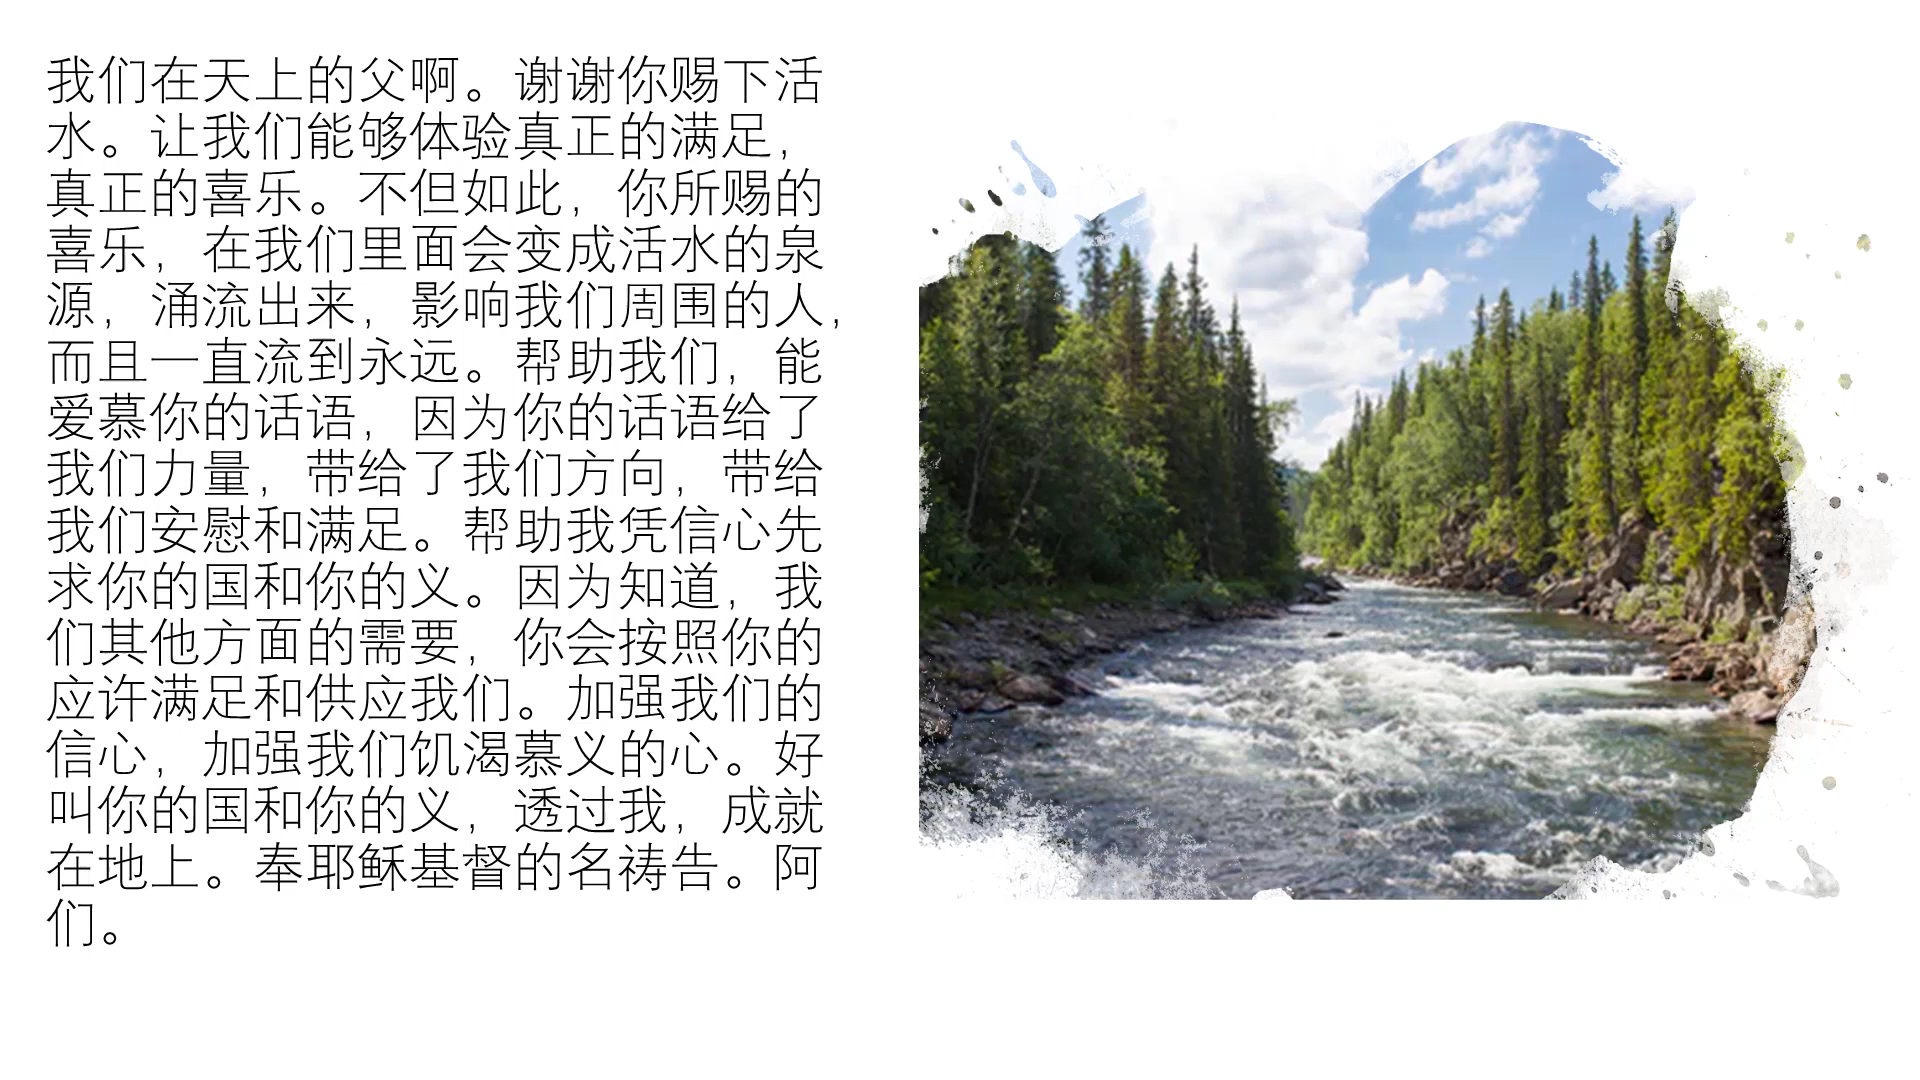 我们在天上的父啊。谢谢你赐下活
水。让我们能够体验真正的满足，
真正的喜乐。不但如此，你所赐的
喜乐，在我们里面会变成活水的泉
源，涌流出来，影响我们周围的人，
而且一直流到永远。帮助我们，能
爱慕你的话语，因为你的话语给了
我们力量，带给了我们方向，带给
我们安慰和满足。帮助我凭信心先
求你的国和你的义。因为知道，我
们其他方面的需要，你会按照你的
应许满足和供应我们。加强我们的
信心，加强我们饥渴慕义的心。好
叫你的国和你的义，透过我，成就
在地上。奉耶稣基督的名祷告。阿
们。